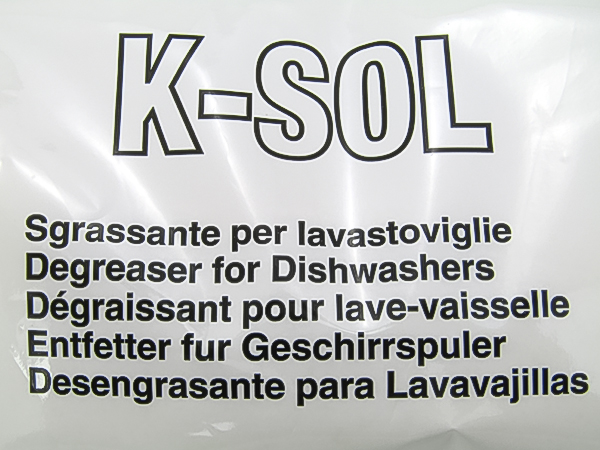 K-SOL
Sgrassante per lavastoviglie
Degreaser for Dishwashers
Dégraissant pour lave-vaisselle
Entfetter fur Geschirrspuler
Desengrasante para Lavavajillas